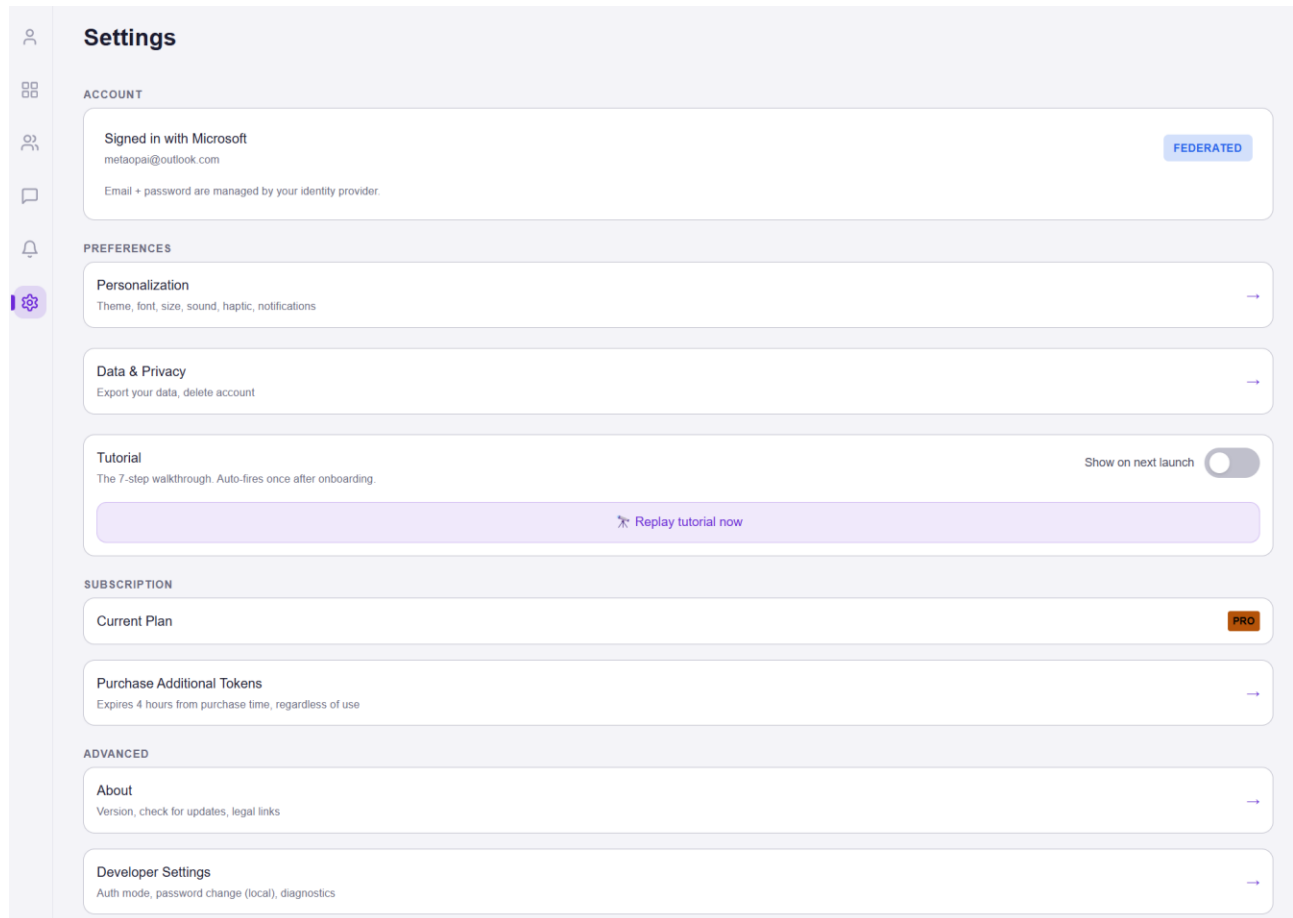 Settings
ACCOUNT
Signed in with Microsoft
metaopai@outlook.com
FEDERATED
Email + password are managed by your identity provider.
PREFERENCES
Personalization
Theme, font, size, sound, haptic, notifications
→
Data & Privacy
Export your data, delete account
→
Tutorial
The 7-step walkthrough. Auto-fires once after onboarding.
Show on next launch
🔭 Replay tutorial now
SUBSCRIPTION
Current Plan
PRO
Purchase Additional Tokens
Expires 4 hours from purchase time, regardless of use
→
ADVANCED
About
Version, check for updates, legal links
→
Developer Settings
Auth mode, password change (local), diagnostics
→